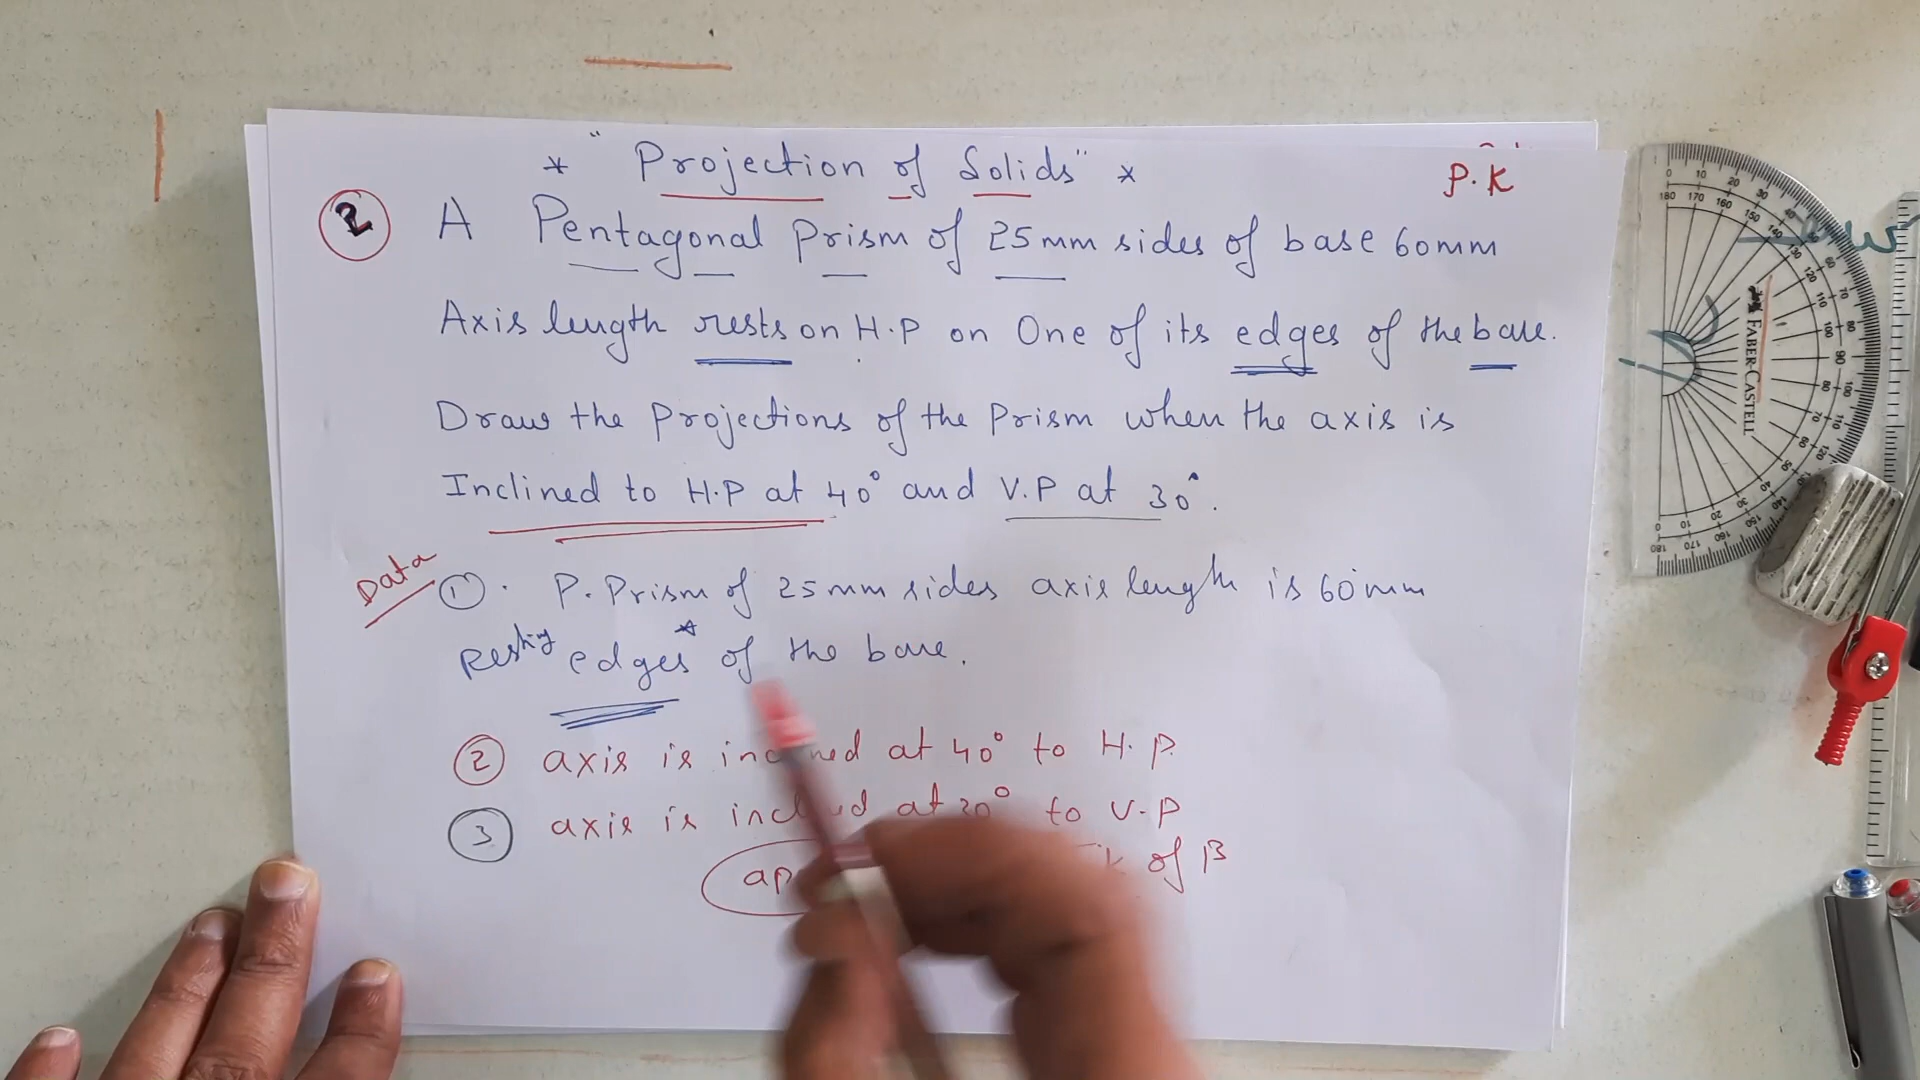 * "Projection of Solids" *
P.K
2 A Pentagonal Prism of 25mm sides of base 60mm
Axis length rests on H.P on One of its edges of the base.
Draw the Projections of the Prism when the axis is
Inclined to H.P at 40° and V.P at 30°.
Data
1. P.Prism of 25mm sides axis length is 60mm
Resting edges* of the base.
2 axis is inclined at 40° to H.P
3 axis is at to V.P
of β
FABER-CASTELL